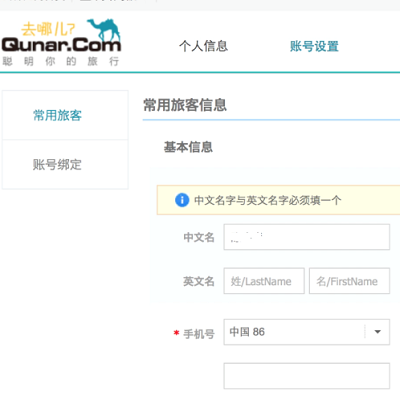 去哪儿?
Qunar.Com
聪明你的旅行
个人信息
账号设置
常用旅客
账号绑定
常用旅客信息
基本信息
中文名字与英文名字必须填一个
中文名
英文名 姓/LastName 名/FirstName
* 手机号 中国 86